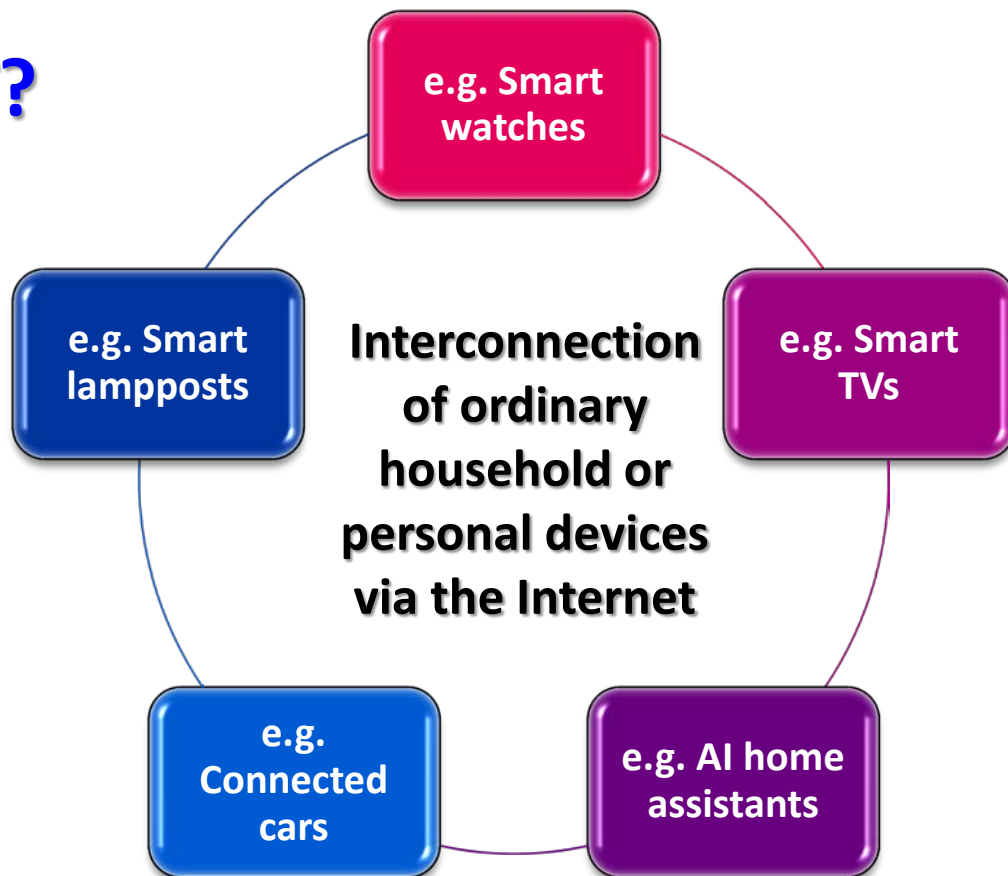 ?
e.g. Smart
watches
e.g. Smart
lampposts
Interconnection
of ordinary
household or
personal devices
via the Internet
e.g. Smart
TVs
e.g.
Connected
cars
e.g. AI home
assistants